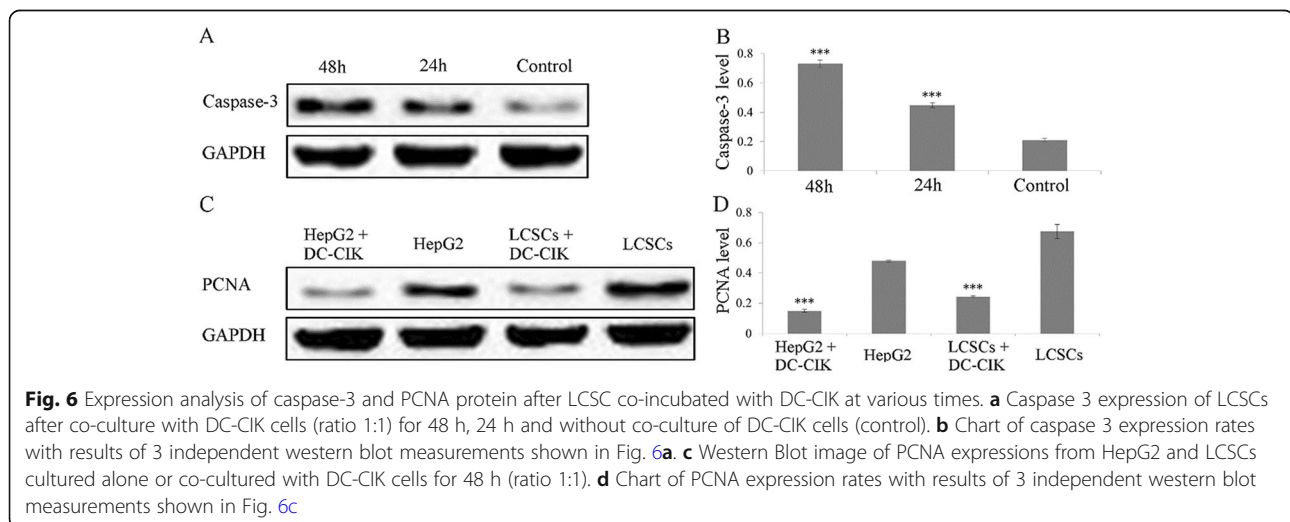 A
48h 24h Control
Caspase-3
GAPDH
B
Caspase-3 level
0.8
0.6
0.4
0.2
0
***
***
48h 24h Control
C
HepG2 + DC-CIK HepG2 LCSCs + DC-CIK LCSCs
PCNA
GAPDH
D
PCNA level
0.8
0.6
0.4
0.2
0
***
***
HepG2 + DC-CIK HepG2 LCSCs + DC-CIK LCSCs
Fig. 6 Expression analysis of caspase-3 and PCNA protein after LCSC co-incubated with DC-CIK at various times. a Caspase 3 expression of LCSCs
after co-culture with DC-CIK cells (ratio 1:1) for 48 h, 24 h and without co-culture of DC-CIK cells (control). b Chart of caspase 3 expression rates
with results of 3 independent western blot measurements shown in Fig. 6a. c Western Blot image of PCNA expressions from HepG2 and LCSCs
cultured alone or co-cultured with DC-CIK cells for 48 h (ratio 1:1). d Chart of PCNA expression rates with results of 3 independent western blot
measurements shown in Fig. 6c